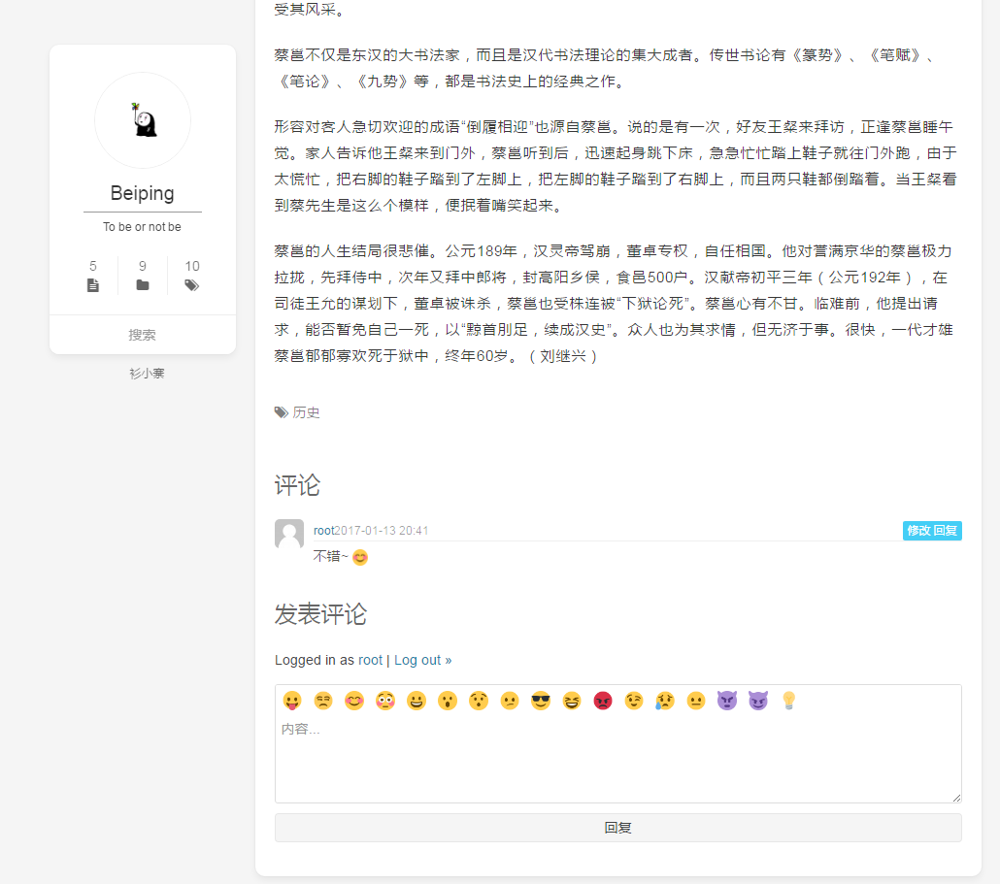 受其风采。
蔡邕不仅是东汉的大书法家，而且是汉代书法理论的集大成者。传世书论有《篆势》、《笔赋》、
《笔论》、《九势》等，都是书法史上的经典之作。
形容对客人急切欢迎的成语“倒履相迎”也源自蔡邕。说的是有一次，好友王粲来拜访，正逢蔡邕睡午
觉。家人告诉他王粲来到门外，蔡邕听到后，迅速起身跳下床，急急忙忙踏上鞋子就往门外跑，由于
太慌忙，把右脚的鞋子踏到了左脚上，把左脚的鞋子踏到了右脚上，而且两只鞋都倒踏着。当王粲看
到蔡先生是这么个模样，便抿着嘴笑起来。
蔡邕的人生结局很悲催。公元189年，汉灵帝驾崩，董卓专权，自任相国。他对誉满京华的蔡邕极力
拉拢，先拜侍中，次年又拜中郎将，封高阳乡侯，食邑500户。汉献帝初平三年（公元192年），在
司徒王允的谋划下，董卓被诛杀，蔡邕也受株连被“下狱论死”。蔡邕心有不甘。临难前，他提出请
求，能否暂免自己一死，以“黥首刖足，续成汉史”。众人也为其求情，但无济于事。很快，一代才雄
蔡邕郁郁寡欢死于狱中，终年60岁。（刘继兴）
历史
评论
root2017-01-13 20:41
修改 回复
不错~ 😊
发表评论
Logged in as root | Log out »
内容...
回复
Beiping
To be or not be
5 9 10
搜索
衫小寨